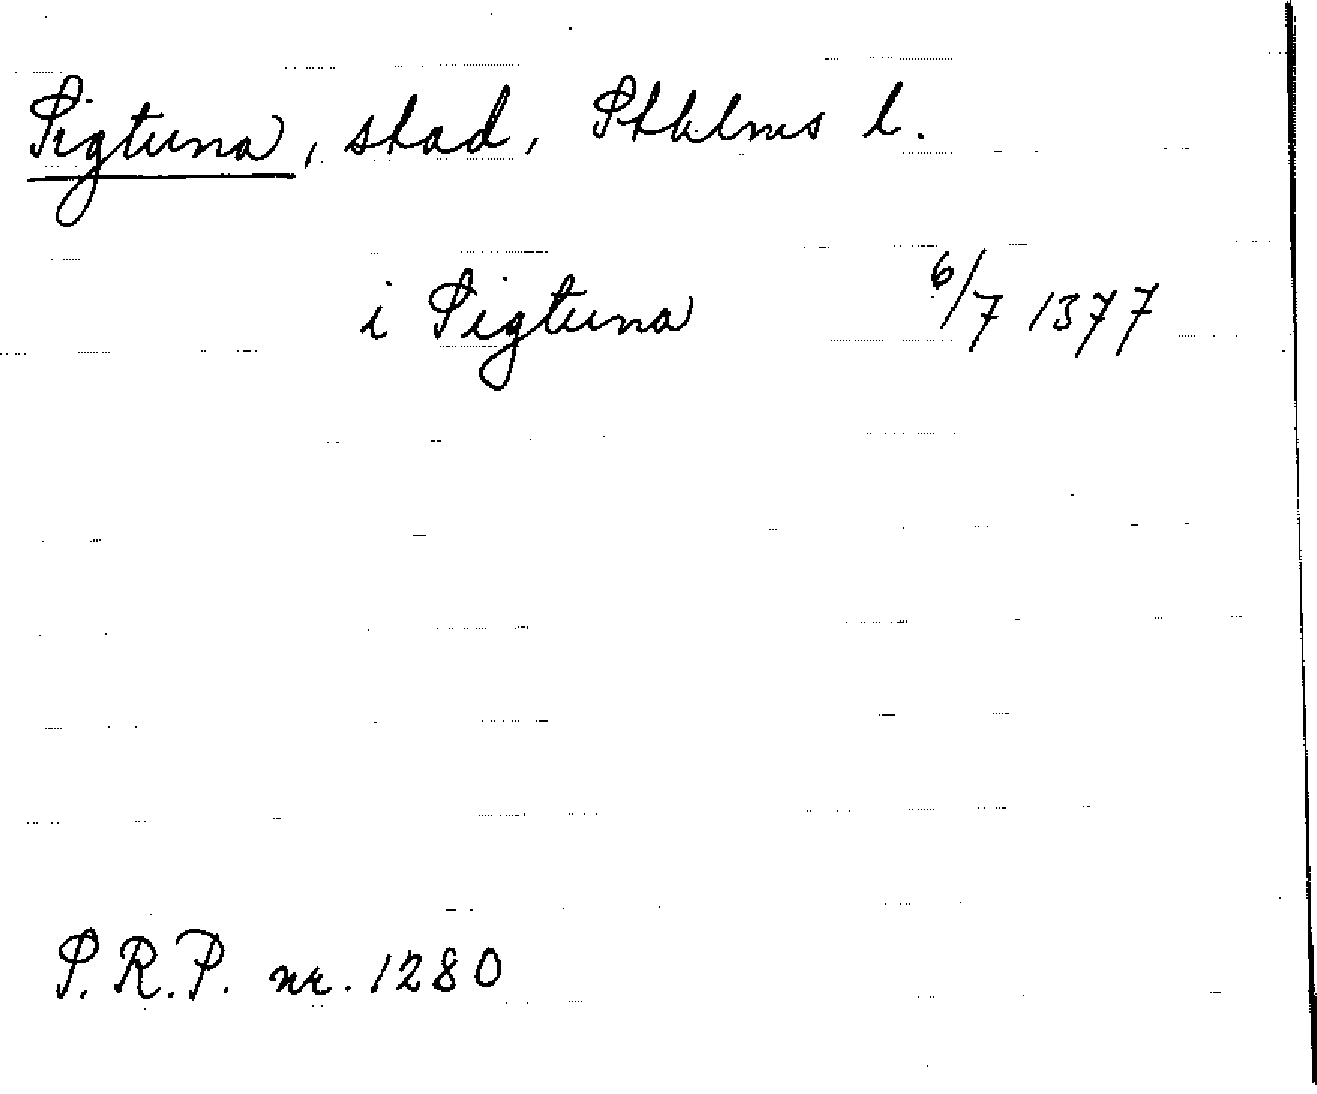 Sigtuna, stad, Sthlms l.
i Sigtuna 6/7 1377
S.R.P. nr. 1280